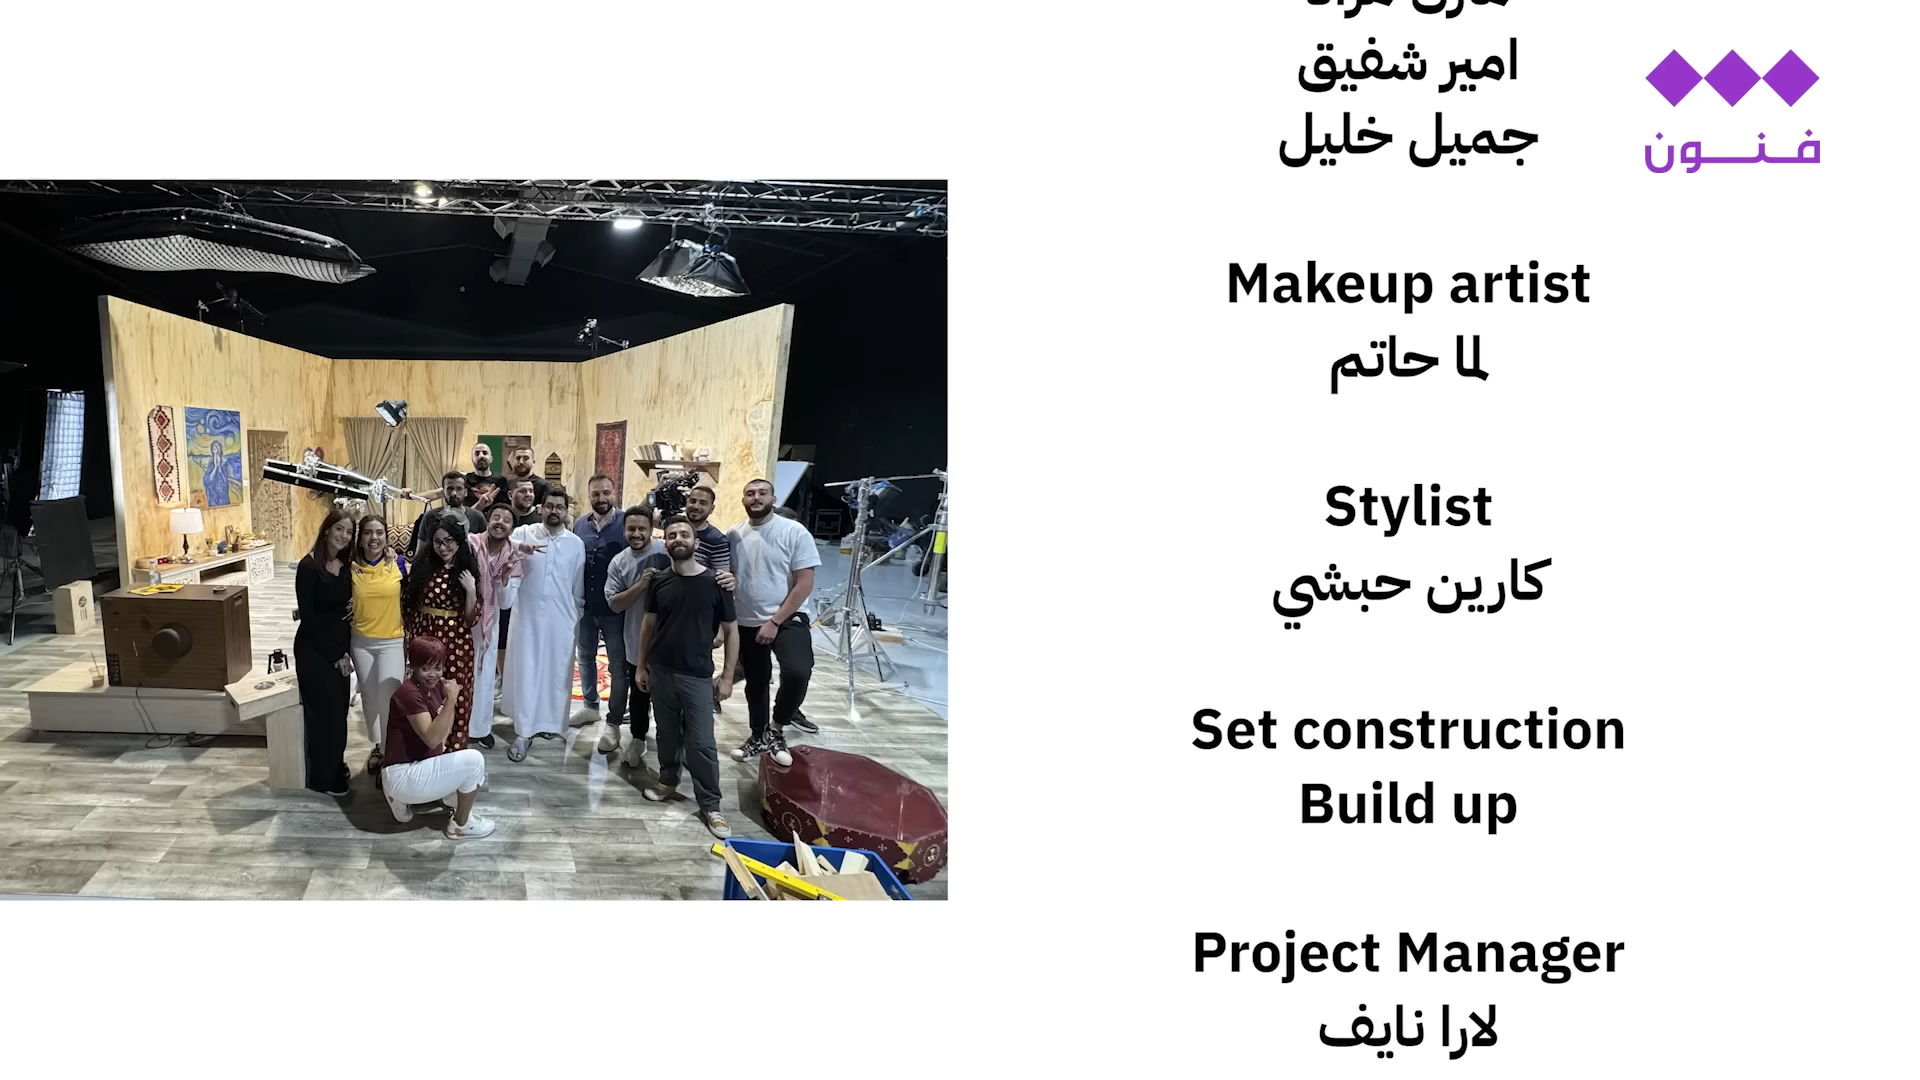 امير شفيق
جميل خليل
فنون
Makeup artist
لما حاتم
Stylist
كارين حبشي
Set construction
Build up
Project Manager
لارا نايف